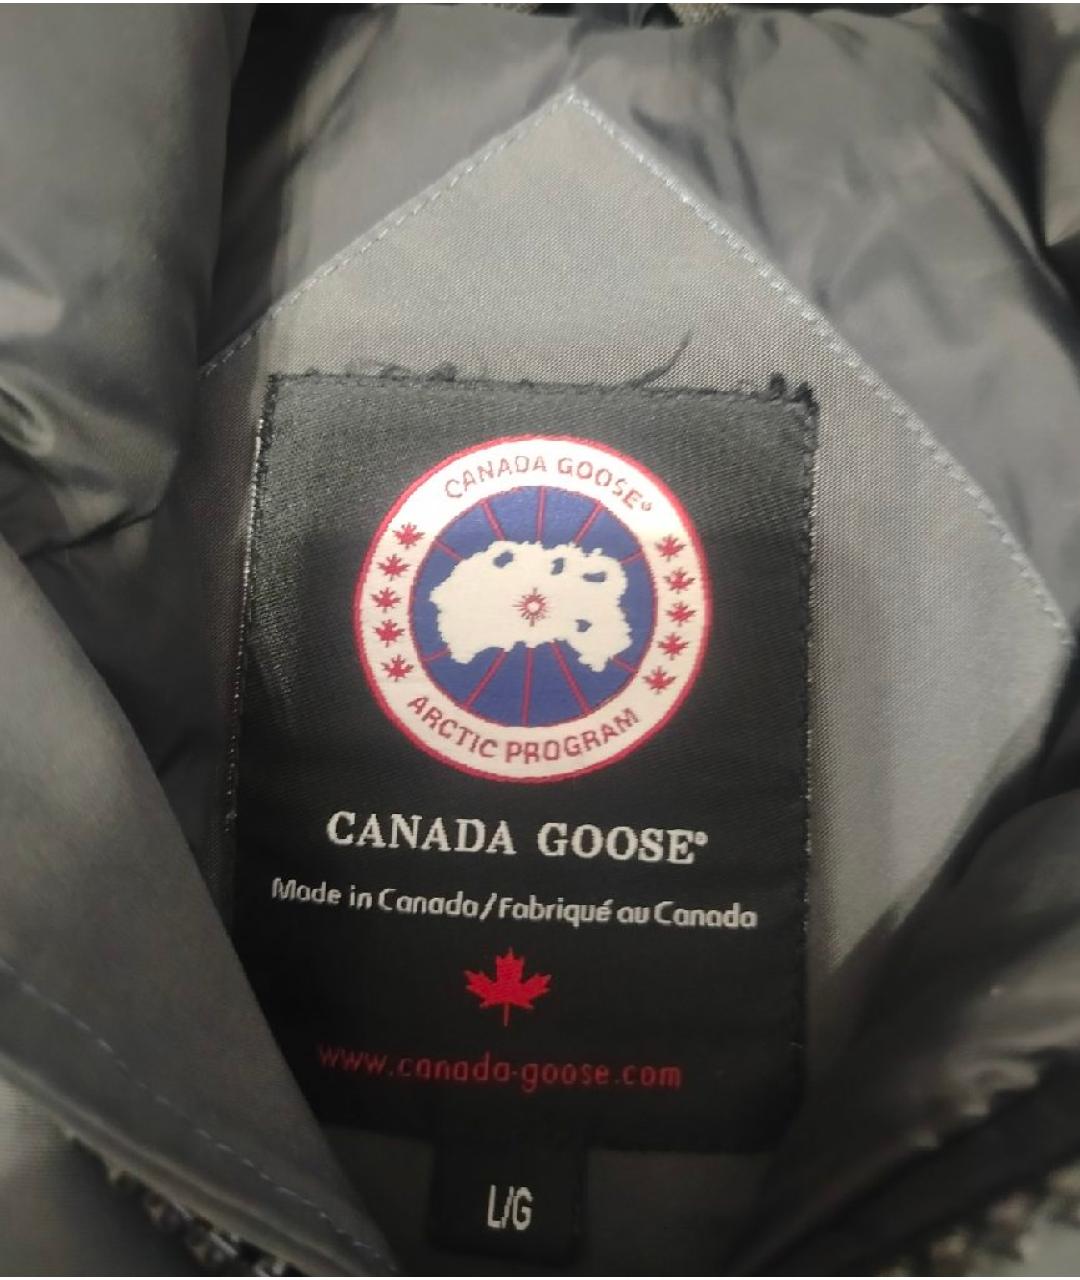 CANADA GOOSE®
ARCTIC PROGRAM
CANADA GOOSE®
Made in Canada/Fabriqué au Canada
www.canada-goose.com
L/G